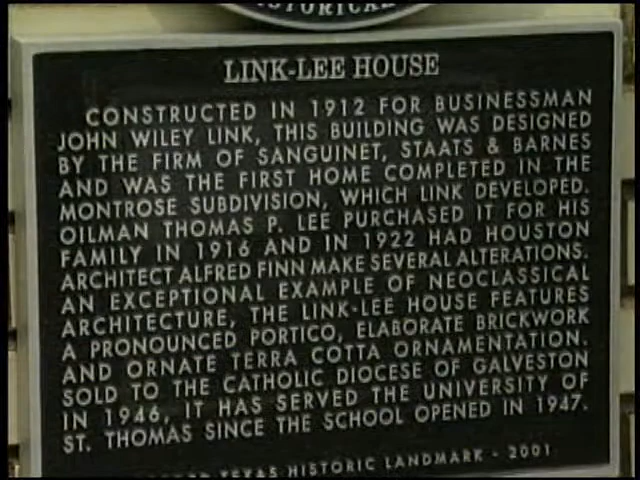 HISTORICAL
LINK-LEE HOUSE
CONSTRUCTED IN 1912 FOR BUSINESSMAN
JOHN WILEY LINK, THIS BUILDING WAS DESIGNED
BY THE FIRM OF SANGUINET, STAATS & BARNES
AND WAS THE FIRST HOME COMPLETED IN THE
MONTROSE SUBDIVISION, WHICH LINK DEVELOPED.
OILMAN THOMAS P. LEE PURCHASED IT FOR HIS
FAMILY IN 1916 AND IN 1922 HAD HOUSTON
ARCHITECT ALFRED FINN MAKE SEVERAL ALTERATIONS.
AN EXCEPTIONAL EXAMPLE OF NEOCLASSICAL
ARCHITECTURE, THE LINK-LEE HOUSE FEATURES
A PRONOUNCED PORTICO, ELABORATE BRICKWORK
AND ORNATE TERRA COTTA ORNAMENTATION.
SOLD TO THE CATHOLIC DIOCESE OF GALVESTON
IN 1946, IT HAS SERVED THE UNIVERSITY OF
ST. THOMAS SINCE THE SCHOOL OPENED IN 1947.
TEXAS HISTORIC LANDMARK - 2001